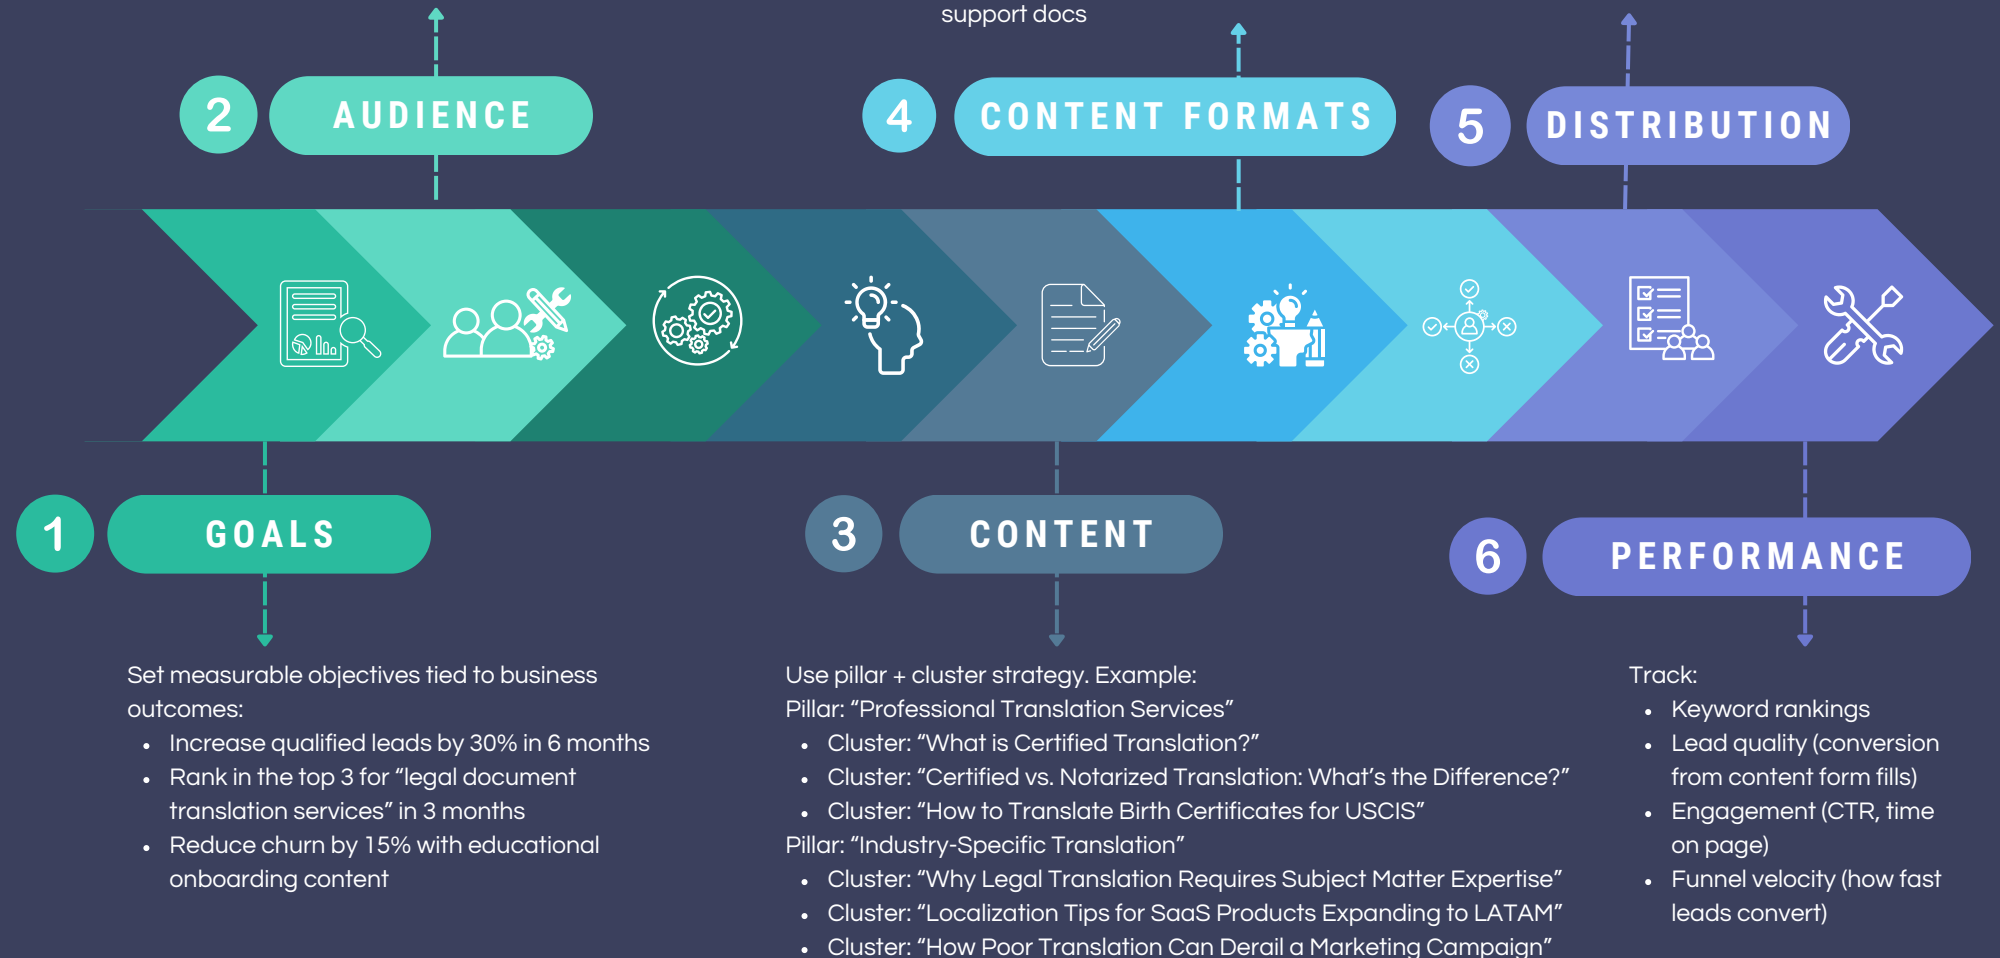 support docs
2
AUDIENCE
4
CONTENT FORMATS
5
DISTRIBUTION
1
GOALS
3
CONTENT
6
PERFORMANCE
Set measurable objectives tied to business
outcomes:
• Increase qualified leads by 30% in 6 months
• Rank in the top 3 for “legal document
translation services” in 3 months
• Reduce churn by 15% with educational
onboarding content
Use pillar + cluster strategy. Example:
Pillar: “Professional Translation Services”
• Cluster: “What is Certified Translation?”
• Cluster: “Certified vs. Notarized Translation: What’s the Difference?”
• Cluster: “How to Translate Birth Certificates for USCIS”
Pillar: “Industry-Specific Translation”
• Cluster: “Why Legal Translation Requires Subject Matter Expertise”
• Cluster: “Localization Tips for SaaS Products Expanding to LATAM”
• Cluster: “How Poor Translation Can Derail a Marketing Campaign”
Track:
• Keyword rankings
• Lead quality (conversion
from content form fills)
• Engagement (CTR, time
on page)
• Funnel velocity (how fast
leads convert)